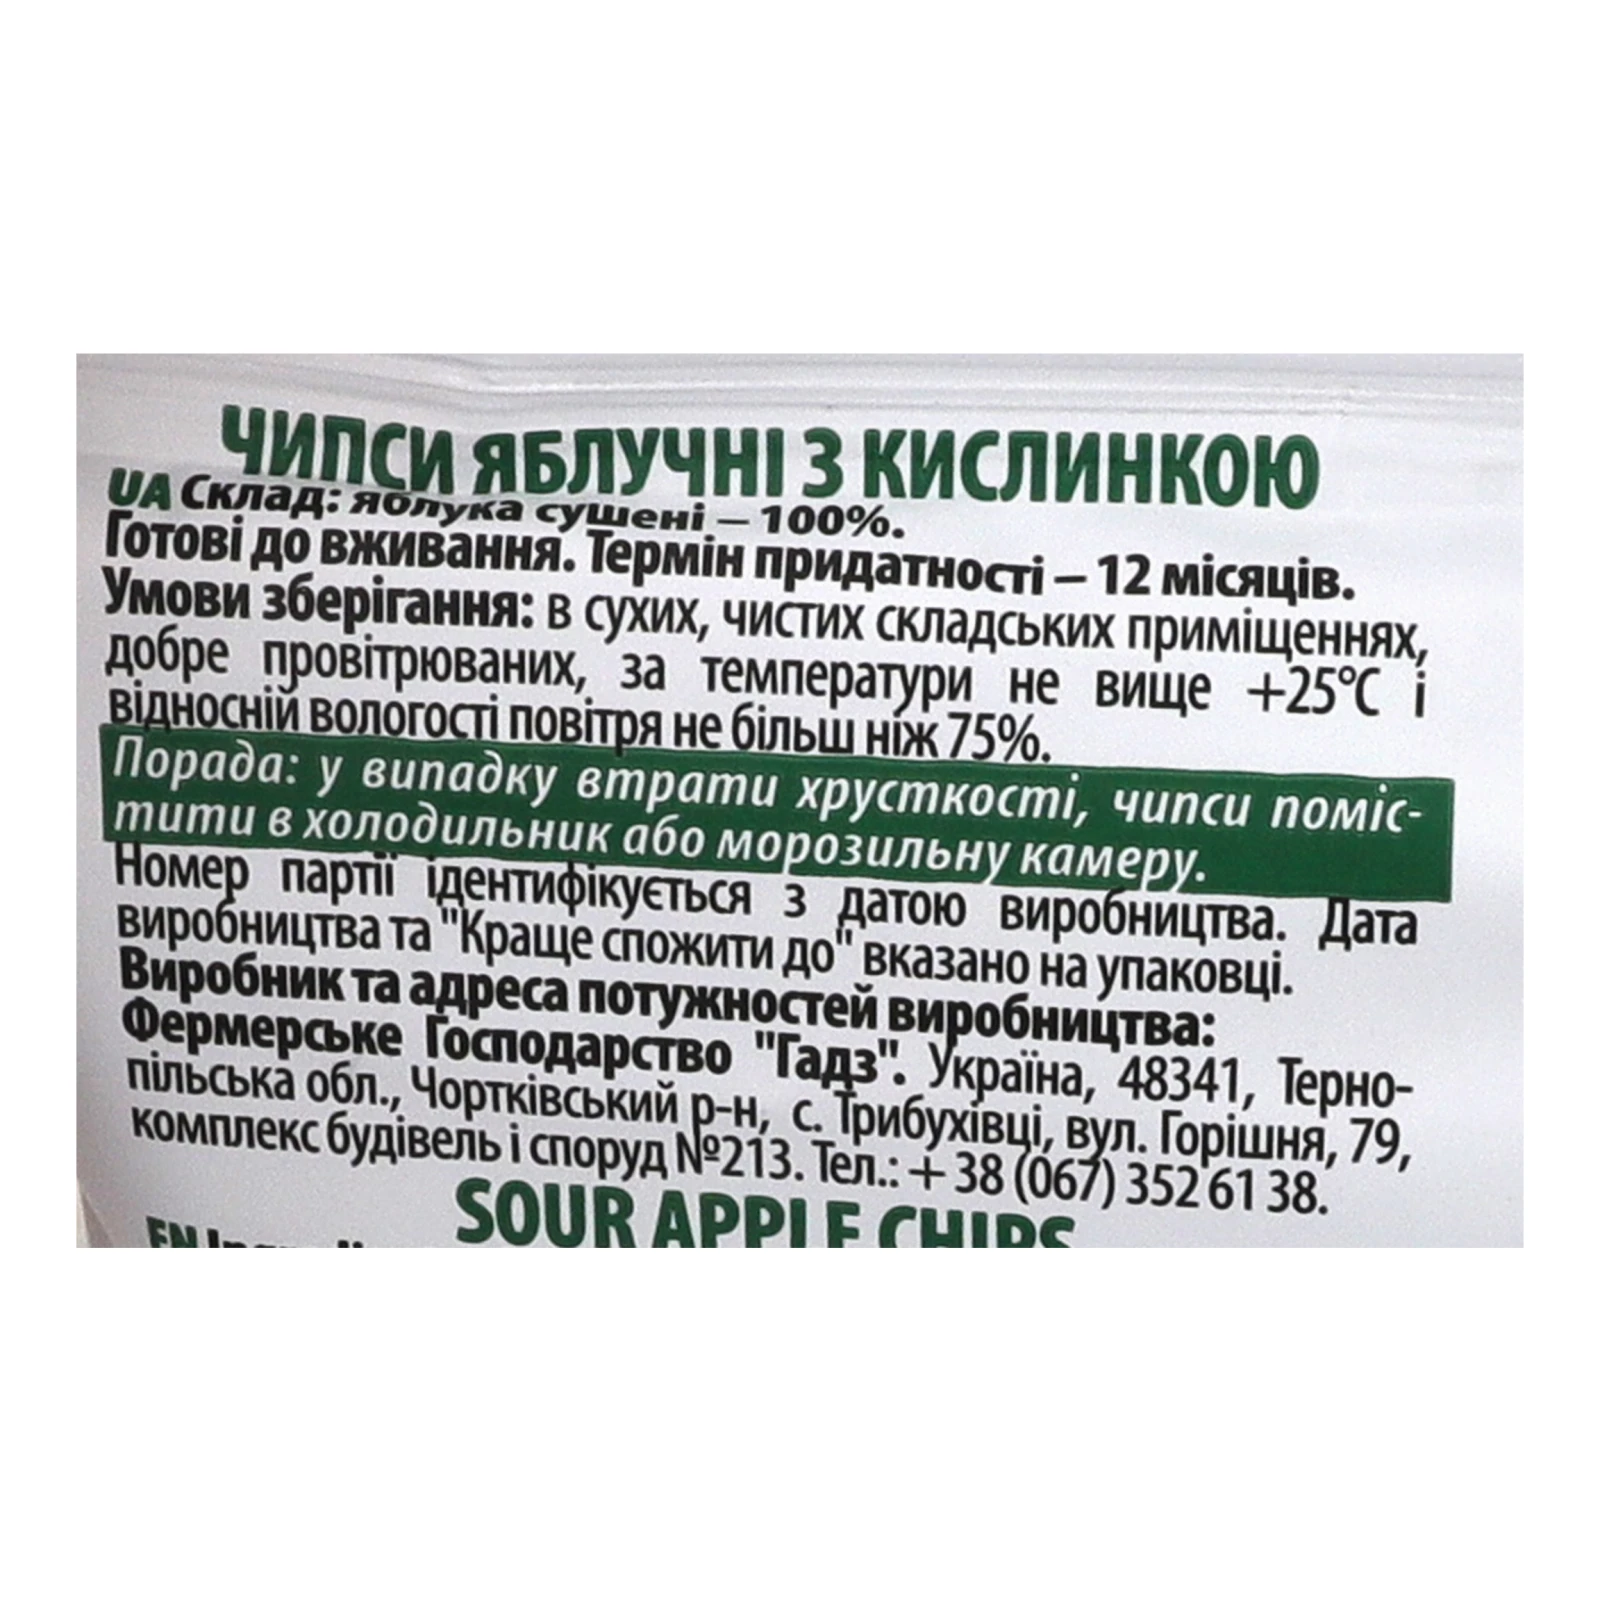 ЧИПСИ ЯБЛУЧНІ З КИСЛИНКОЮ
UA Склад: яблука сушені – 100%.
Готові до вживання. Термін придатності – 12 місяців.
Умови зберігання: в сухих, чистих складських приміщеннях,
добре провітрюваних, за температури не вище +25°C і
відносній вологості повітря не більш ніж 75%.
Порада: у випадку втрати хрусткості, чипси поміс-
тити в холодильник або морозильну камеру.
Номер партії ідентифікується з датою виробництва. Дата
виробництва та "Краще спожити до" вказано на упаковці.
Виробник та адреса потужностей виробництва:
Фермерське Господарство "Гадз". Україна, 48341, Терно-
пільська обл., Чортківський р-н, с. Трибухівці, вул. Горішня, 79,
комплекс будівель і споруд №213. Тел.: + 38 (067) 352 61 38.
SOUR APPLE CHIPS
EN